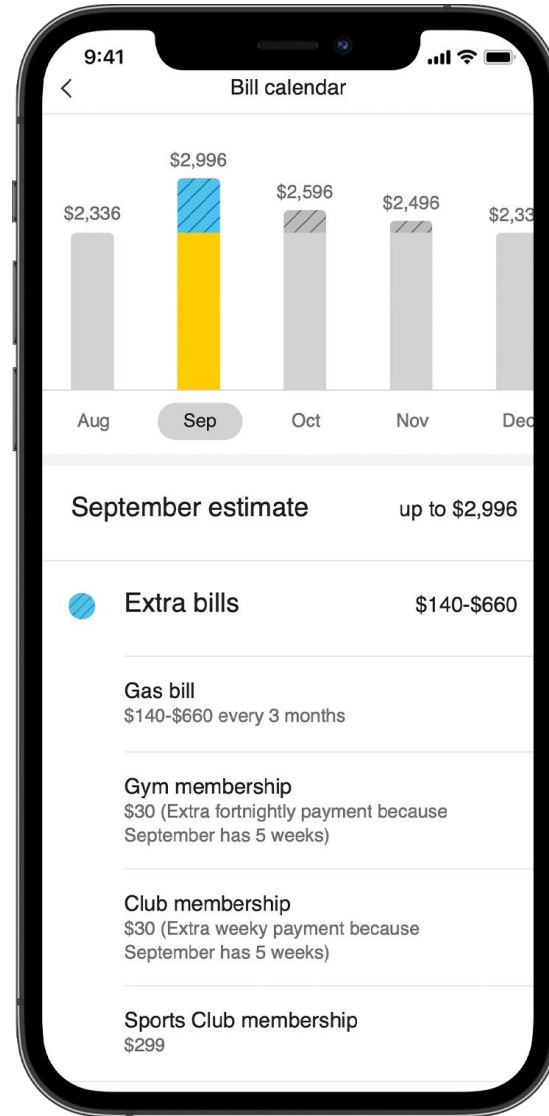 9:41
Bill calendar
$2,996
$2,596
$2,496
$2,336
$2,33
Aug
Sep
Oct
Nov
Dec
September estimate
up to $2,996
Extra bills
$140-$660
Gas bill
$140-$660 every 3 months
Gym membership
$30 (Extra fortnightly payment because
September has 5 weeks)
Club membership
$30 (Extra weeky payment because
September has 5 weeks)
Sports Club membership
$299